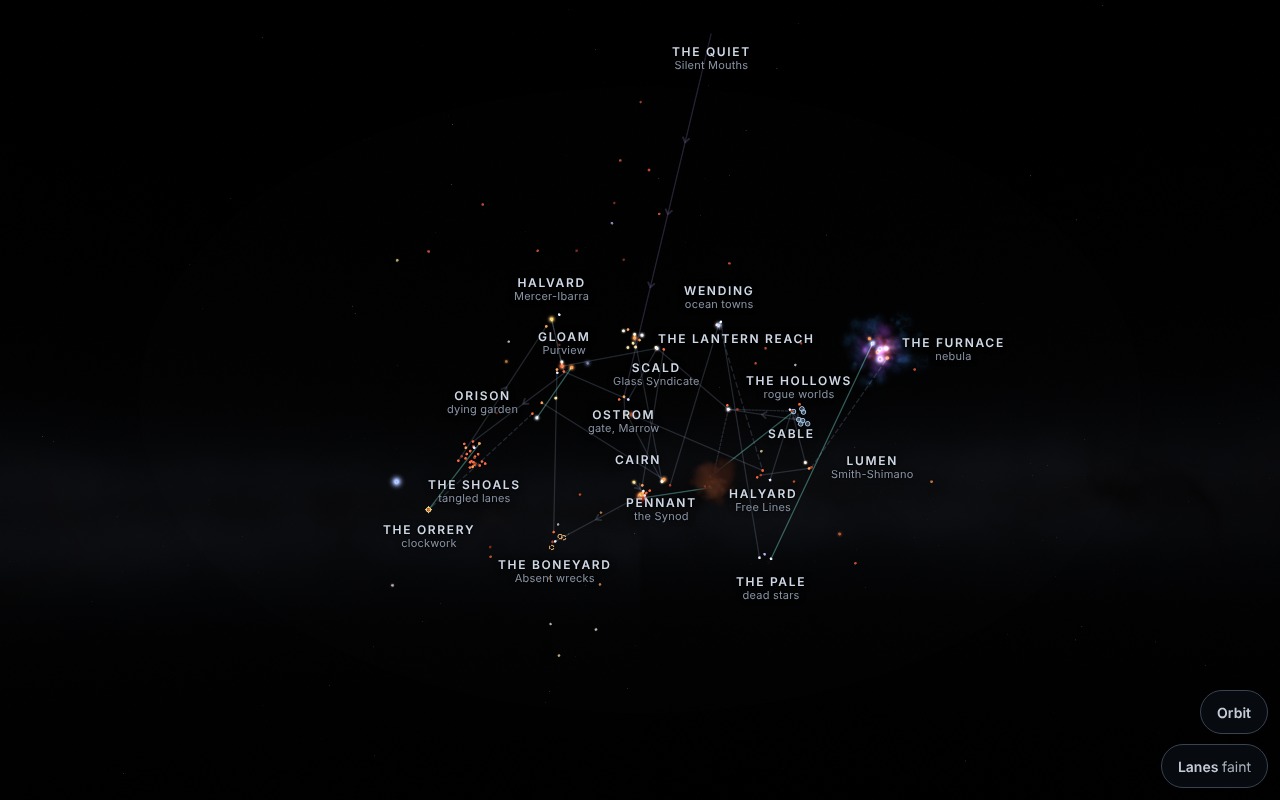 THE QUIET
Silent Mouths
HALVARD
Mercer-Ibarra
WENDING
ocean towns
GLOAM
Purview
THE LANTERN REACH
THE FURNACE
nebula
SCALD
Glass Syndicate
THE HOLLOWS
rogue worlds
ORISON
dying garden
OSTROM
gate, Marrow
SABLE
CAIRN
LUMEN
Smith-Shimano
THE SHOALS
tangled lanes
HALYARD
Free Lines
PENNANT
the Synod
THE ORRERY
clockwork
THE BONEYARD
Absent wrecks
THE PALE
dead stars
Orbit
Lanes faint